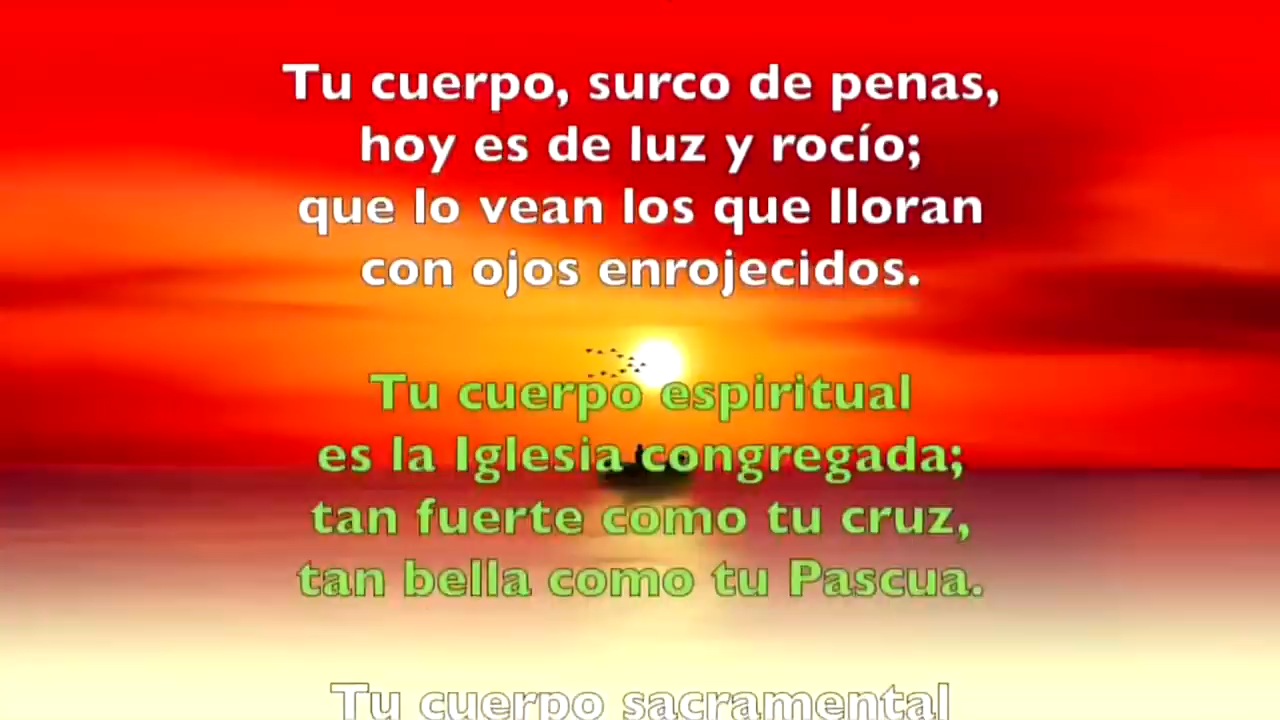 Tu cuerpo, surco de penas,
hoy es de luz y rocío;
que lo vean los que lloran
con ojos enrojecidos.
Tu cuerpo espiritual
es la Iglesia congregada;
tan fuerte como tu cruz,
tan bella como tu Pascua.
Tu cuerpo sacramental